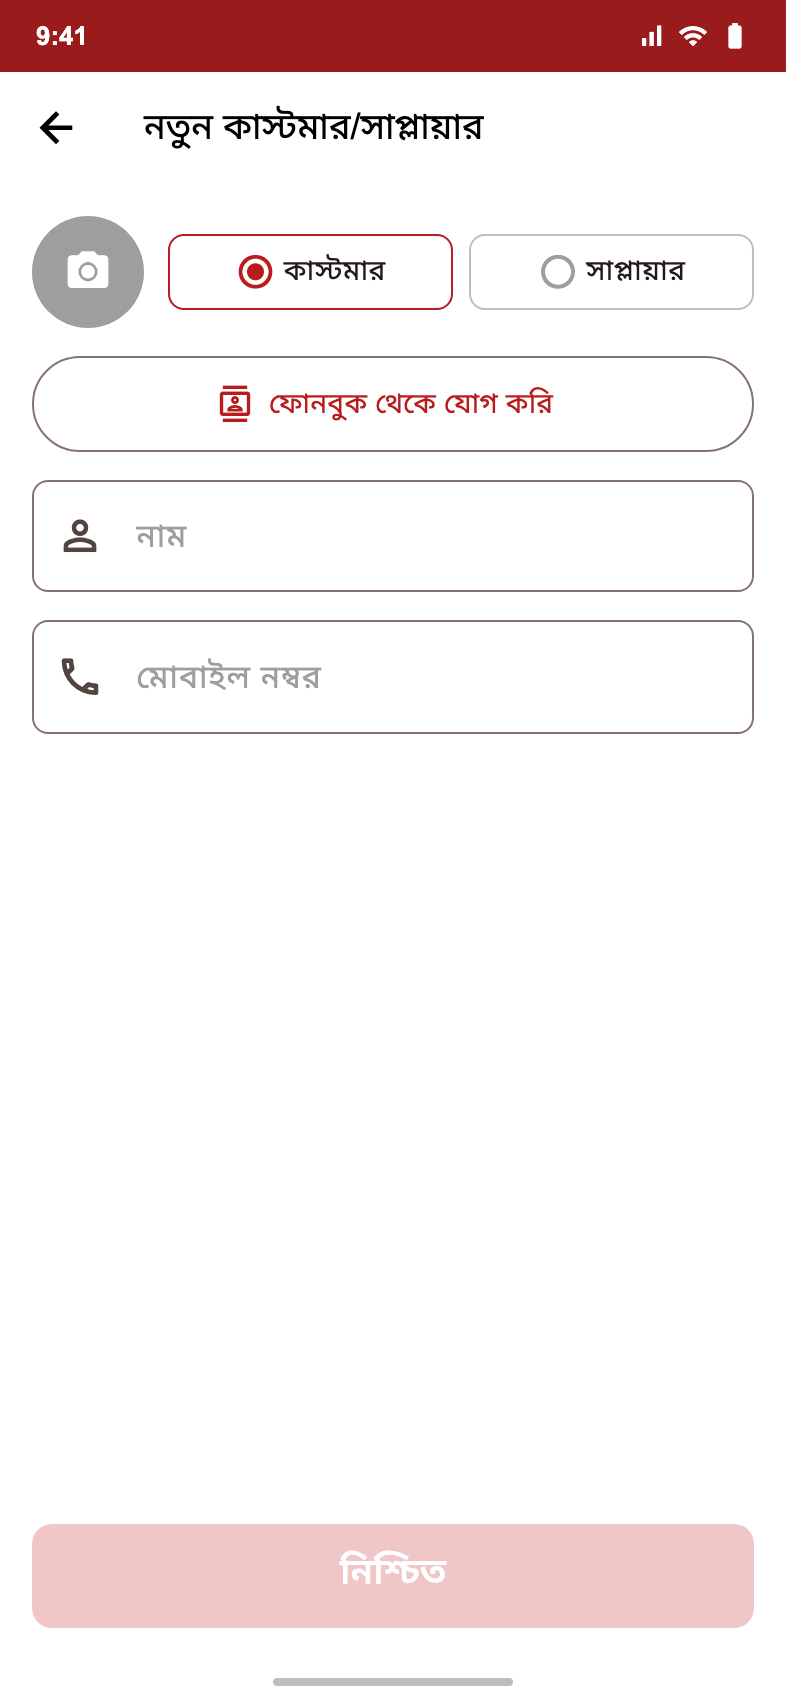 9:41
নতুন কাস্টমার/সাপ্লায়ার
কাস্টমার
সাপ্লায়ার
ফোনবুক থেকে যোগ করি
নাম
মোবাইল নম্বর
নিশ্চিত